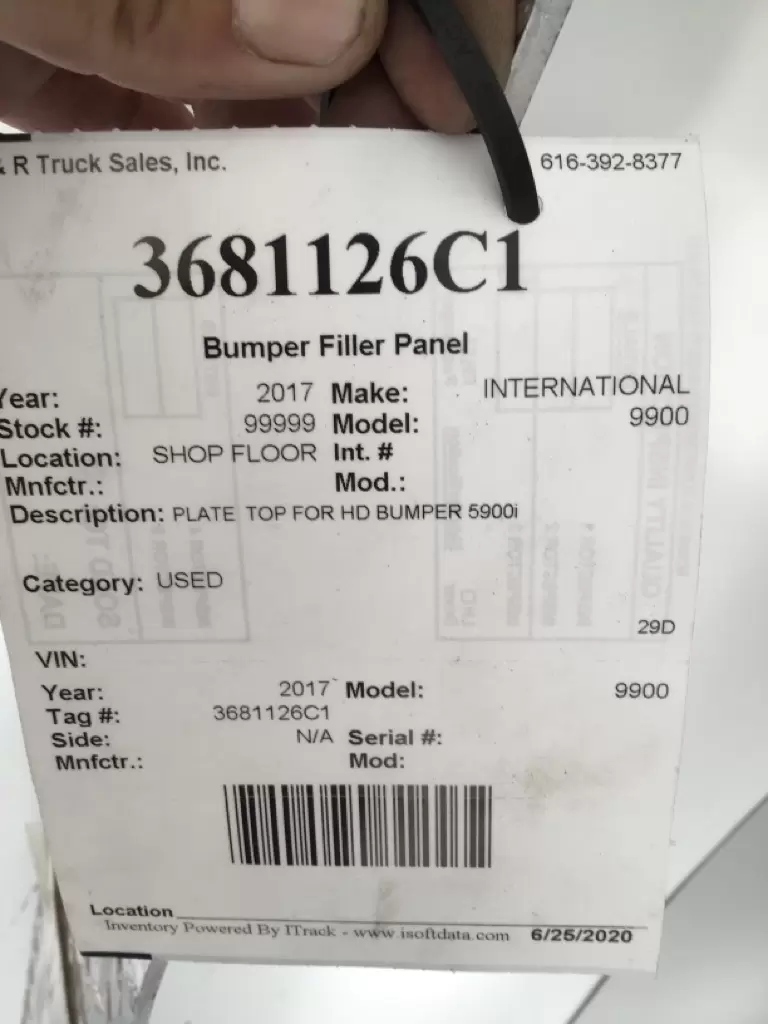 & R Truck Sales, Inc. 616-392-8377
3681126C1
Bumper Filler Panel
Year: 2017 Make: INTERNATIONAL
Stock #: 99999 Model: 9900
Location: SHOP FLOOR Int. #
Mnfctr.: Mod.:
Description: PLATE TOP FOR HD BUMPER 5900i
Category: USED
29D
VIN:
Year: 2017 Model: 9900
Tag #: 3681126C1
Side: N/A Serial #:
Mnfctr.: Mod:
Location
Inventory Powered By ITrack - www.isoftdata.com 6/25/2020